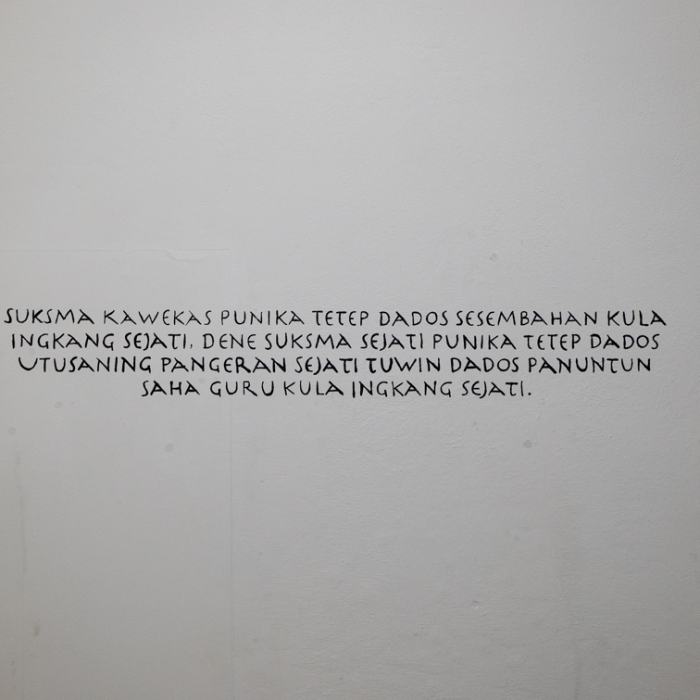 SUKSMA KAWEKAS PUNIKA TETEP DADOS SESEMBAHAN KULA
INGKANG SEJATI, DENE SUKSMA SEJATI PUNIKA TETEP DADOS
UTUSANING PANGERAN SEJATI TUWIN DADOS PANUNTUN
SAHA GURU KULA INGKANG SEJATI.